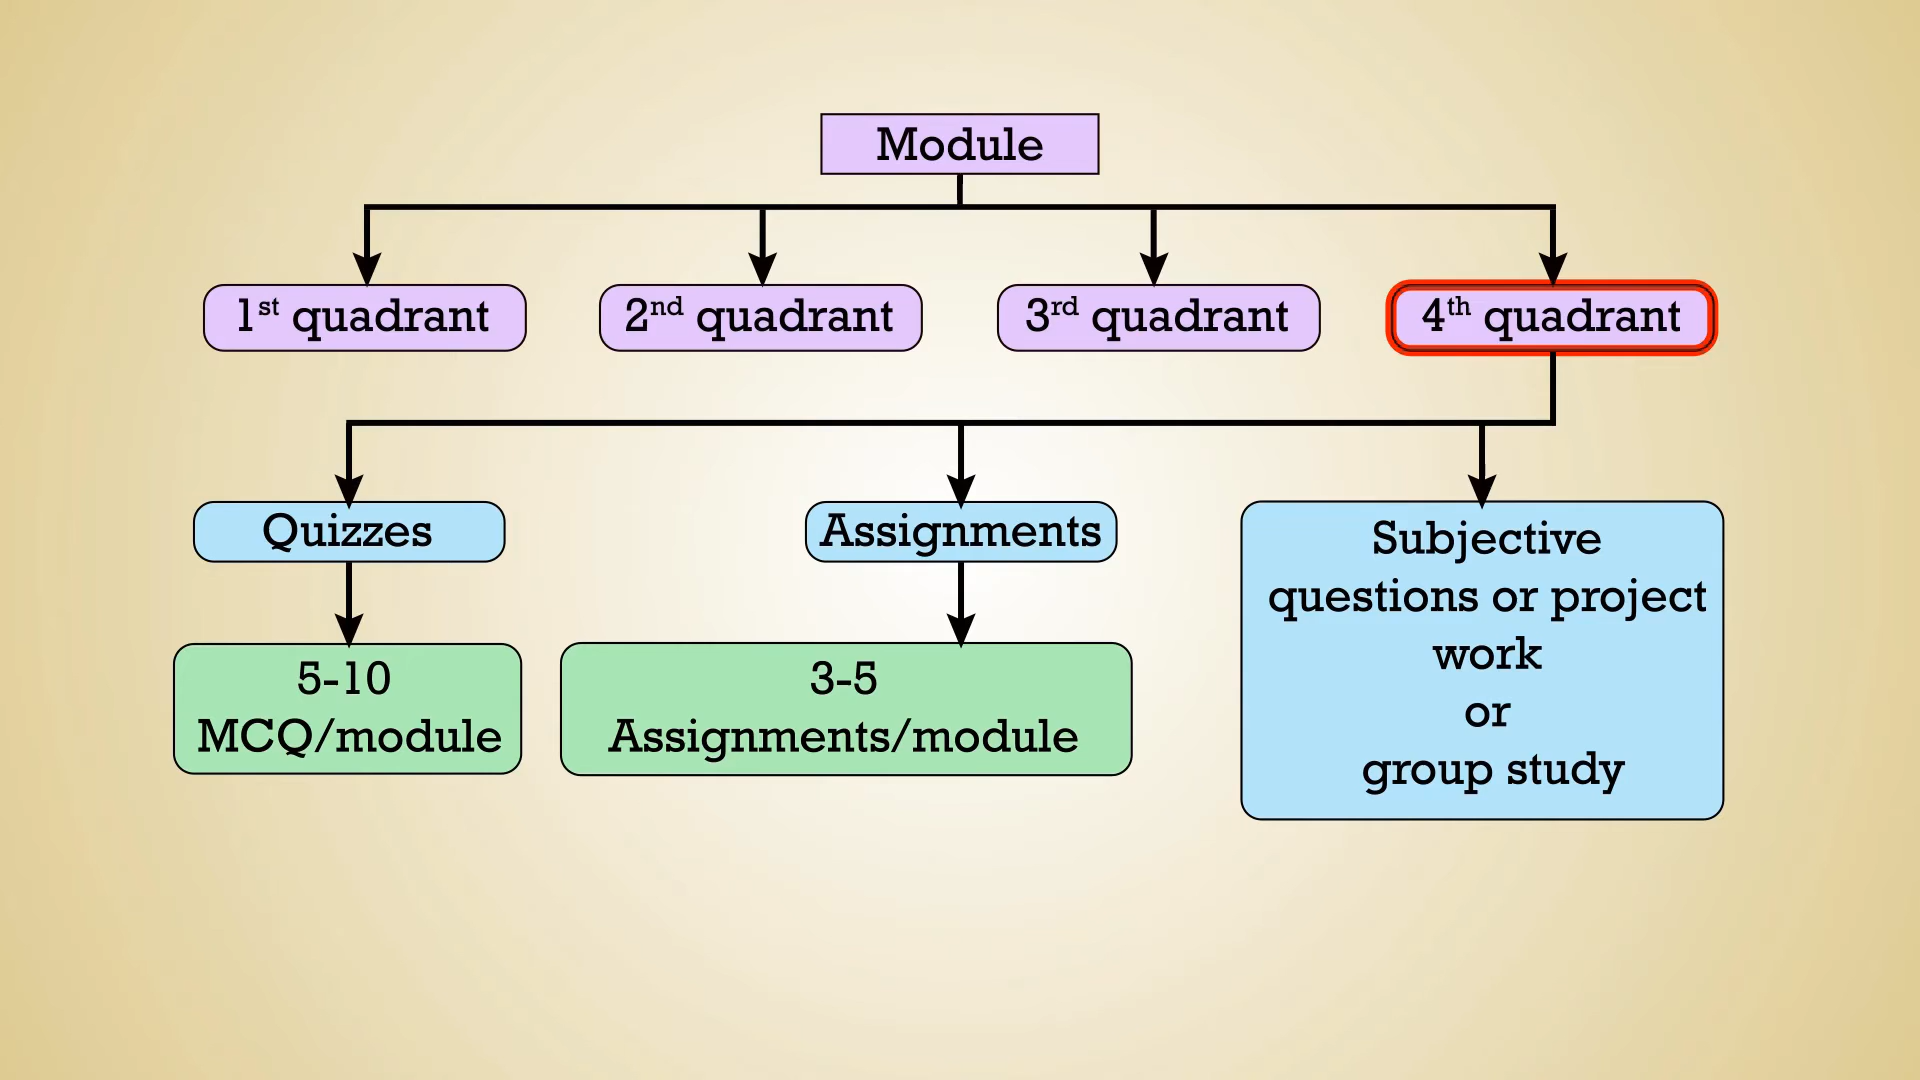 Module
1st quadrant
2nd quadrant
3rd quadrant
4th quadrant
Quizzes
Assignments
Subjective
questions or project
work
or
group study
5-10
MCQ/module
3-5
Assignments/module